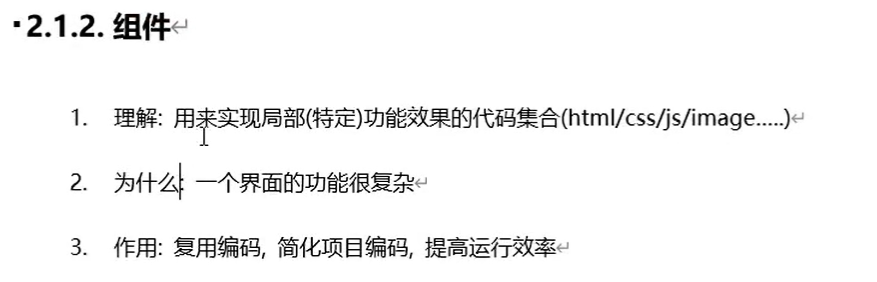 2.1.2. 组件
1. 理解: 用来实现局部(特定)功能效果的代码集合(html/css/js/image.....)
2. 为什么: 一个界面的功能很复杂
3. 作用: 复用编码, 简化项目编码, 提高运行效率